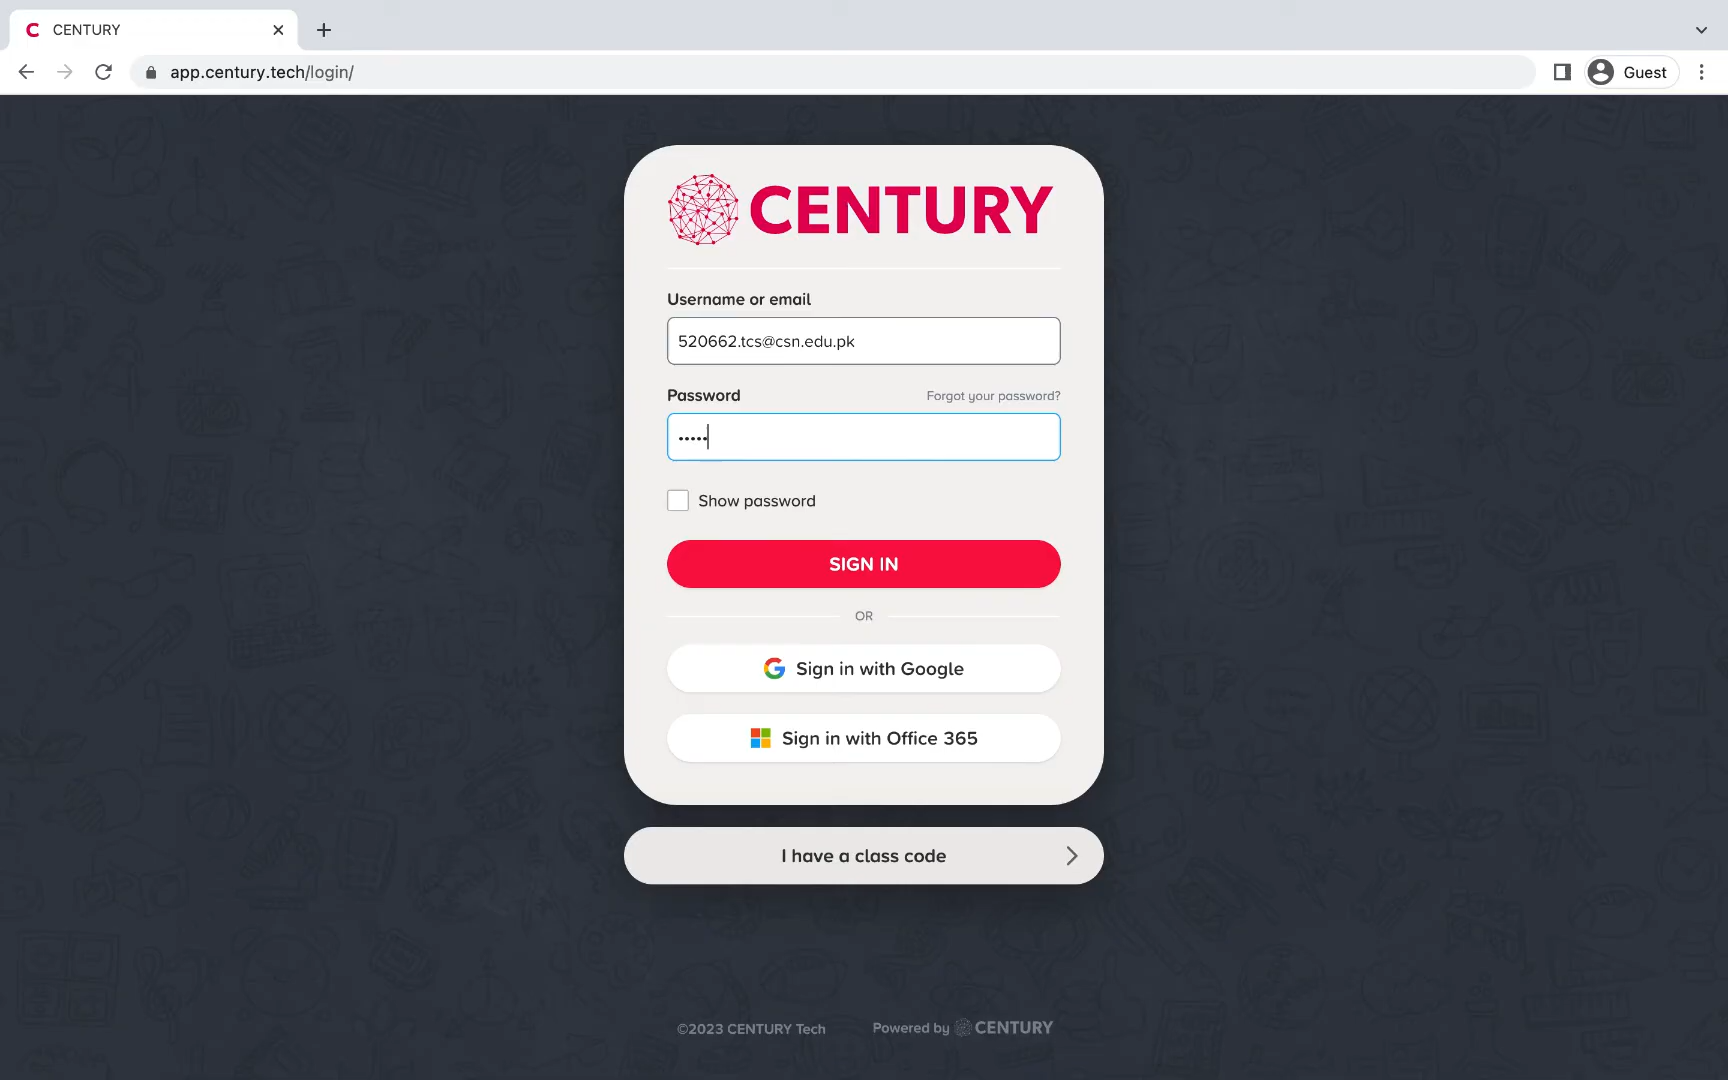 CENTURY
app.century.tech/login/
Guest
CENTURY
Username or email
520662.tcs@csn.edu.pk
Password
Forgot your password?
•••••
Show password
SIGN IN
OR
Sign in with Google
Sign in with Office 365
I have a class code
©2023 CENTURY Tech
Powered by CENTURY